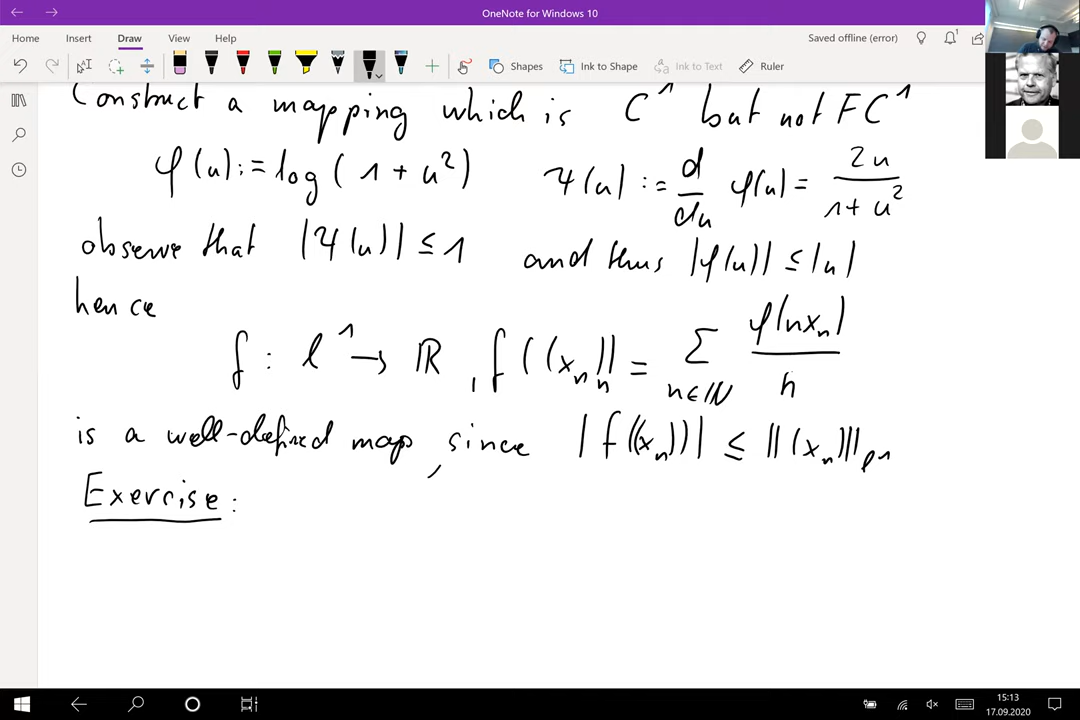 OneNote for Windows 10
Home Insert Draw View Help Saved offline (error)
Shapes Ink to Shape Ink to Text Ruler
Construct a mapping which is C^1 but not FC^1
φ(u) := log(1 + u^2) Ψ(u) := d/du φ(u) = 2u/(1 + u^2)
observe that |Ψ(u)| ≤ 1 and thus |φ(u)| ≤ |u|
hence
f : l^1 → ℝ, f((x_n)_n) = Σ_{n∈ℕ} φ(nx_n)/n
is a well-defined map, since |f((x_n))| ≤ ||(x_n)||_{l^1}
Exercise:
15:13
17.09.2020